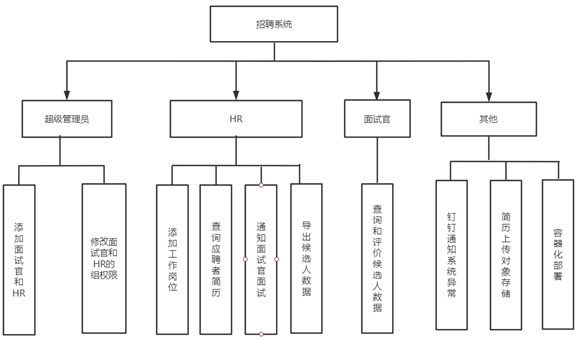 招聘系统
超级管理员
HR
面试官
其他
添加面试官和HR
修改面
试官和
HR的
组权限
添加工作岗位
查询应聘者简历
通知面试官面试
导出候选人数据
查询和评价候选人数据
钉钉通知系统异常
简历上传对象存储
容器化部署